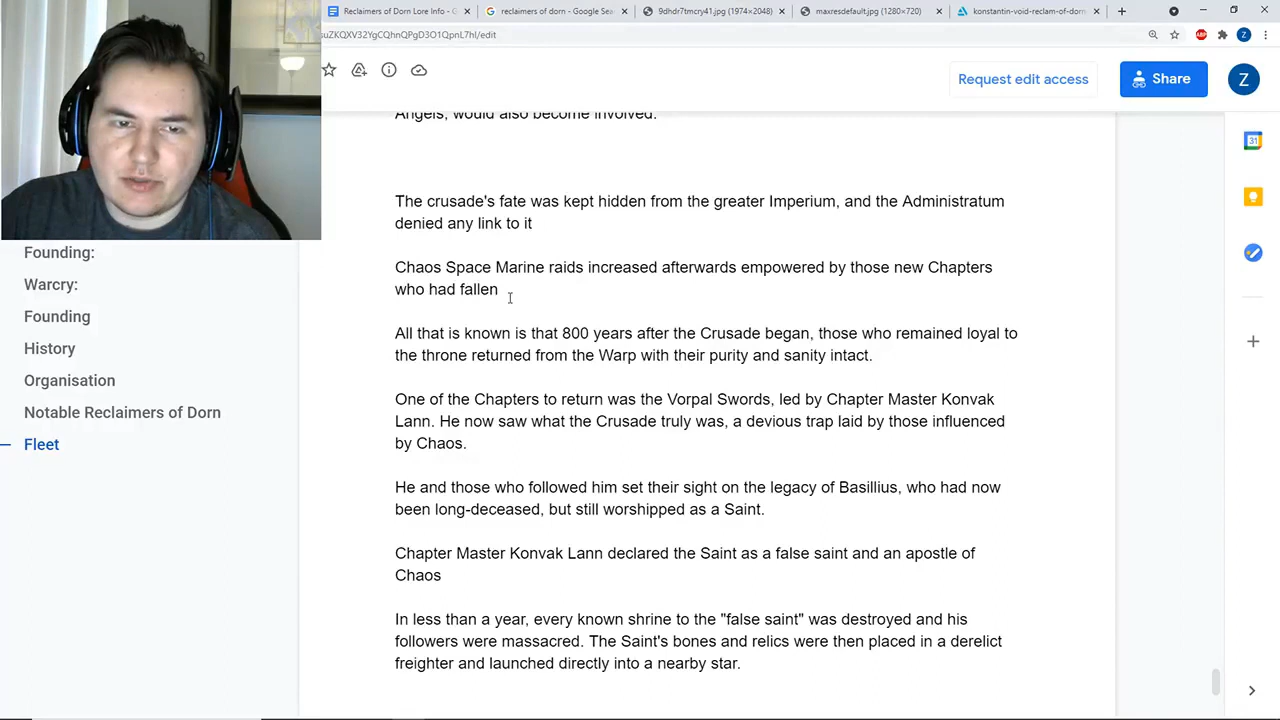 Reclaimers of Dorn Lore Info - G
reclaimers of dorn - Google Sea
9dhdr7tmcry41.jpg (1974×2048)
maxresdefault.jpg (1280×720)
konstantin-void-reclam-of-dorn
suZKQXV32YgCQhnQPgD3O1QpnL7hI/edit
ABP
Z
Request edit access
Share
Z
31
Angels, would also become involved.
The crusade's fate was kept hidden from the greater Imperium, and the Administratum
denied any link to it
Chaos Space Marine raids increased afterwards empowered by those new Chapters
who had fallen
All that is known is that 800 years after the Crusade began, those who remained loyal to
the throne returned from the Warp with their purity and sanity intact.
One of the Chapters to return was the Vorpal Swords, led by Chapter Master Konvak
Lann. He now saw what the Crusade truly was, a devious trap laid by those influenced
by Chaos.
He and those who followed him set their sight on the legacy of Basillius, who had now
been long-deceased, but still worshipped as a Saint.
Chapter Master Konvak Lann declared the Saint as a false saint and an apostle of
Chaos
In less than a year, every known shrine to the "false saint" was destroyed and his
followers were massacred. The Saint's bones and relics were then placed in a derelict
freighter and launched directly into a nearby star.
Founding:
Warcry:
Founding
History
Organisation
Notable Reclaimers of Dorn
Fleet